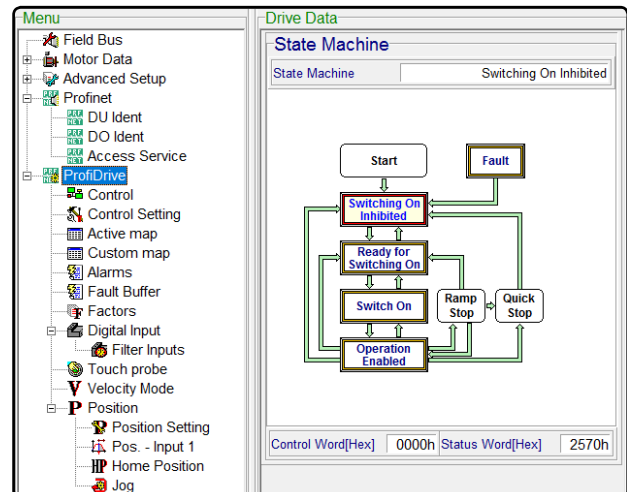 Menu
Field Bus
Motor Data
Advanced Setup
Profinet
DU Ident
DO Ident
Access Service
ProfiDrive
Control
Control Setting
Active map
Custom map
Alarms
Fault Buffer
Factors
Digital Input
Filter Inputs
Touch probe
Velocity Mode
Position
Position Setting
Pos. - Input 1
Home Position
Jog
Drive Data
State Machine
State Machine Switching On Inhibited
Start
Fault
Switching On
Inhibited
Ready for
Switching On
Switch On
Ramp
Stop
Quick
Stop
Operation
Enabled
Control Word[Hex] 0000h Status Word[Hex] 2570h